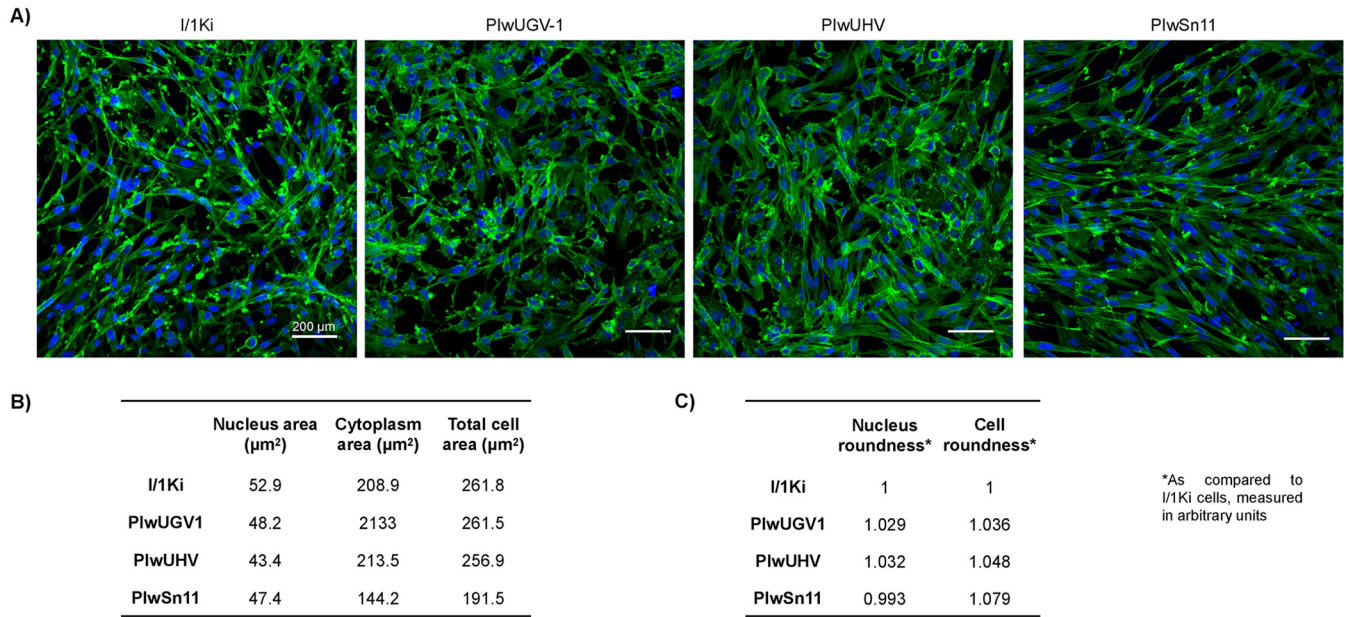 A)
I/1Ki
PlwUGV-1
PlwUHV
PlwSn11
200 µm
B)
Nucleus area (µm²) Cytoplasm area (µm²) Total cell area (µm²)
I/1Ki 52.9 208.9 261.8
PlwUGV1 48.2 2133 261.5
PlwUHV 43.4 213.5 256.9
PlwSn11 47.4 144.2 191.5
C)
Nucleus roundness* Cell roundness*
I/1Ki 1 1
PlwUGV1 1.029 1.036
PlwUHV 1.032 1.048
PlwSn11 0.993 1.079
*As compared to
I/1Ki cells, measured
in arbitrary units